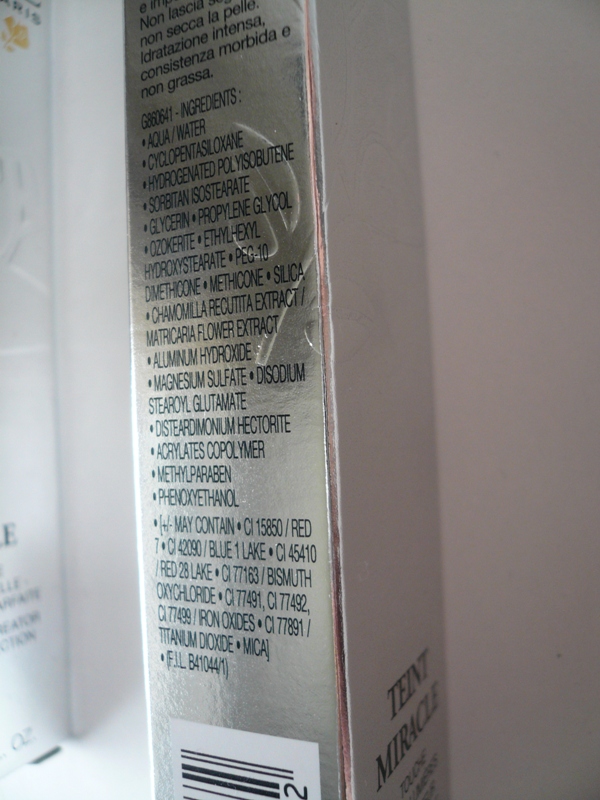 ARIS
Non lascia
non secca la pelle.
Idratazione intensa,
consistenza morbida e
non grassa.
G860641 - INGREDIENTS :
• AQUA / WATER
• CYCLOPENTASILOXANE
• HYDROGENATED POLYISOBUTENE
• SORBITAN ISOSTEARATE
• GLYCERIN • PROPYLENE GLYCOL
• OZOKERITE • ETHYLHEXYL
HYDROXYSTEARATE • PEG-10
DIMETHICONE • METHICONE • SILICA
• CHAMOMILLA RECUTITA EXTRACT /
MATRICARIA FLOWER EXTRACT
• ALUMINUM HYDROXIDE
• MAGNESIUM SULFATE • DISODIUM
STEAROYL GLUTAMATE
• DISTEARDIMONIUM HECTORITE
• ACRYLATES COPOLYMER
• METHYLPARABEN
• PHENOXYETHANOL
• [+/- MAY CONTAIN • CI 15850 / RED
7 • CI 42090 / BLUE 1 LAKE • CI 45410
/ RED 28 LAKE • CI 77163 / BISMUTH
OXYCHLORIDE • CI 77491, CI 77492,
CI 77499 / IRON OXIDES • CI 77891 /
TITANIUM DIOXIDE • MICA]
• (F.I.L. B41044/1)
2
TEINT
MIRACLE
OZ.